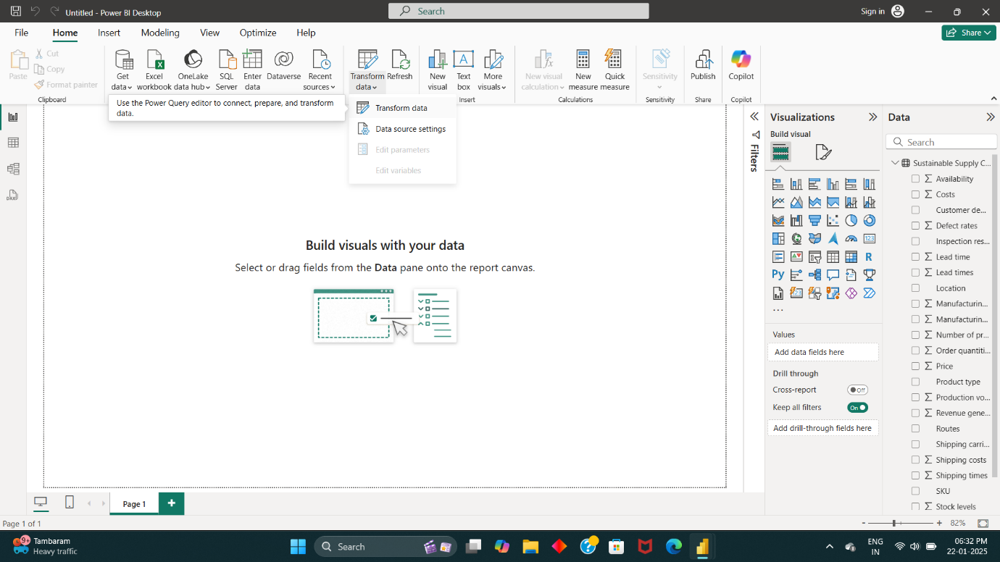 Untitled - Power BI Desktop
Search
Sign in
File
Home
Insert
Modeling
View
Optimize
Help
Share
Paste
Cut
Copy
Format painter
Clipboard
Get
data
Excel
workbook
OneLake
data hub
SQL
Server
Enter
data
Dataverse
Recent
sources
Transform
data
Refresh
New
visual
Text
box
More
visuals
Insert
New visual
calculation
New
measure
Quick
measure
Calculations
Sensitivity
Sensitivity
Publish
Share
Copilot
Copilot
Use the Power Query editor to connect, prepare, and transform
data.
Transform data
Data source settings
Edit parameters
Edit variables
Build visuals with your data
Select or drag fields from the Data pane onto the report canvas.
Filters
Visualizations
Build visual
123
R
Py
123
...
Values
Add data fields here
Drill through
Cross-report
Off
Keep all filters
On
Add drill-through fields here
Data
Search
Sustainable Supply C...
Availability
Costs
Customer de...
Defect rates
Inspection res...
Lead time
Lead times
Location
Manufacturin...
Manufacturin...
Number of pr...
Order quantiti...
Price
Product type
Production vo...
Revenue gene...
Routes
Shipping carri...
Shipping costs
Shipping times
SKU
Stock levels
Page 1
+
Page 1 of 1
- + 82%
9+
Tambaram
Heavy traffic
Search
ENG
IN
06:32 PM
22-01-2025